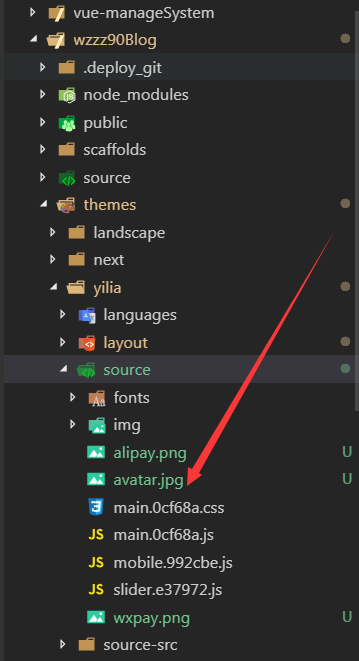 vue-manageSystem
wzzz90Blog
.deploy_git
node_modules
public
scaffolds
source
themes
landscape
next
yilia
languages
layout
source
fonts
img
alipay.png U
avatar.jpg U
main.0cf68a.css
main.0cf68a.js
mobile.992cbe.js
slider.e37972.js
wxpay.png U
source-src